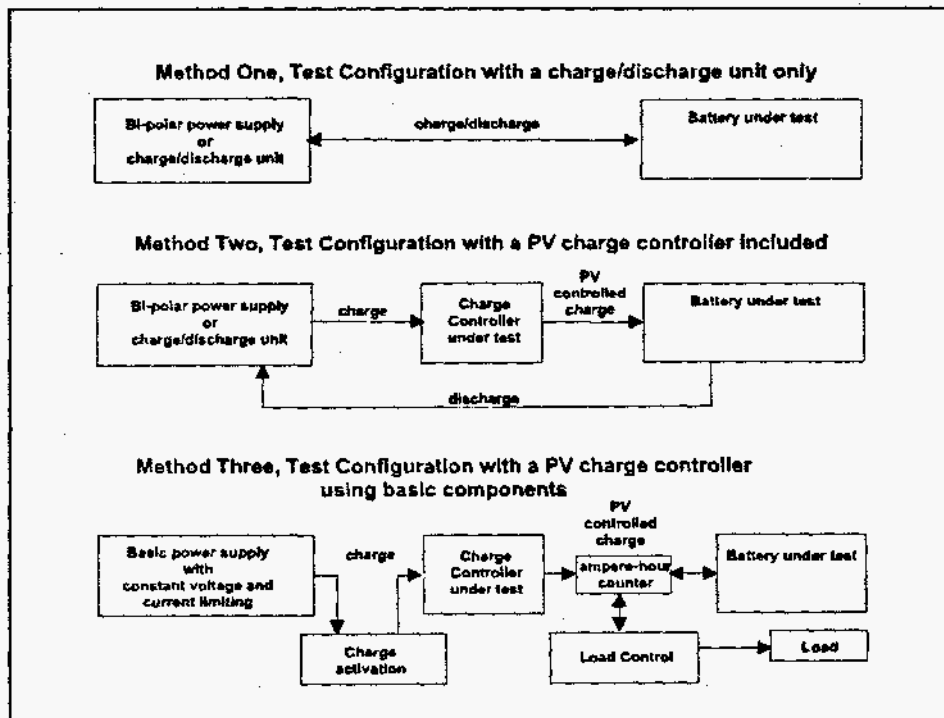 Method One, Test Configuration with a charge/discharge unit only
Bi-polar power supply
or
charge/discharge unit
charge/discharge
Battery under test
Method Two, Test Configuration with a PV charge controller included
Bi-polar power supply
or
charge/discharge unit
charge
Charge
Controller
under test
PV
controlled
charge
Battery under test
discharge
Method Three, Test Configuration with a PV charge controller
using basic components
Basic power supply
with
constant voltage and
current limiting
charge
Charge
activation
Charge
Controller
under test
PV
controlled
charge
ampere-hour
counter
Battery under test
Load Control
Load